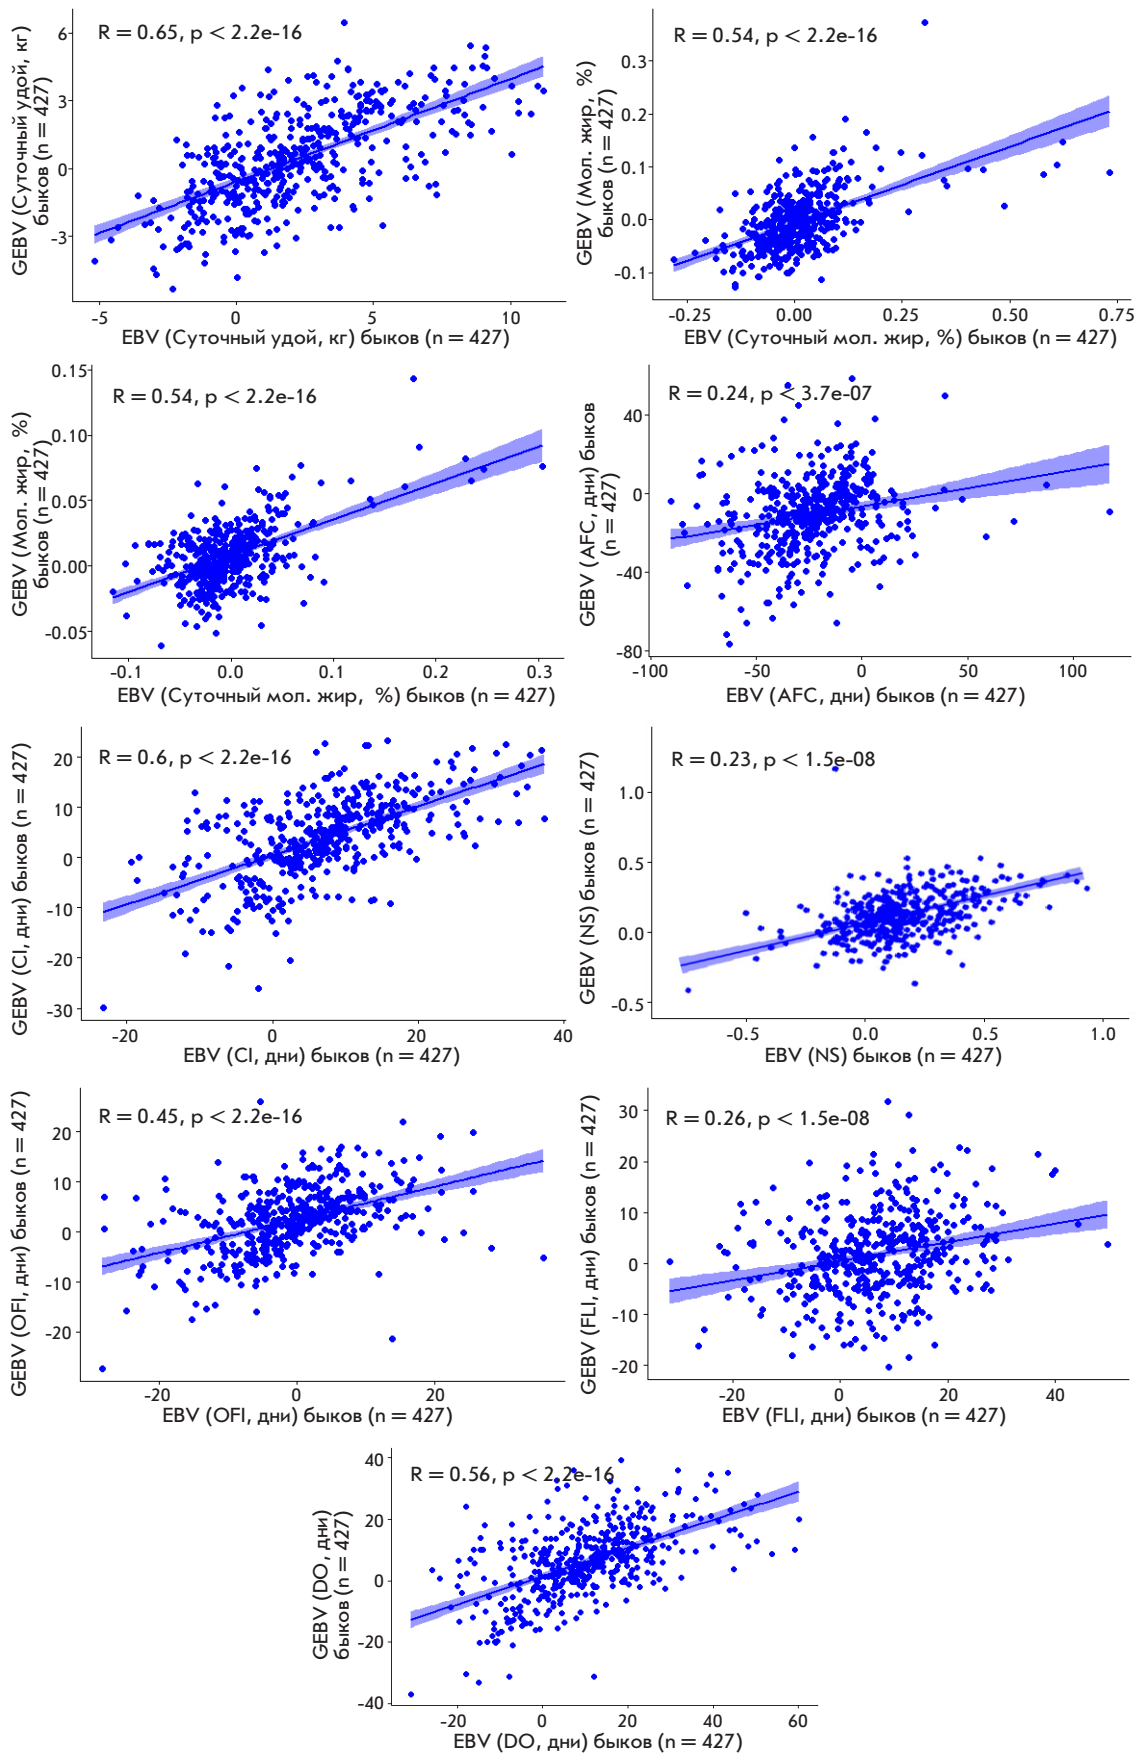 R = 0.65, p < 2.2e-16
GEBV (Суточный удой, кг)
быков (n = 427)
6
3
0
-3
-5
0
5
10
EBV (Суточный удой, кг) быков (n = 427)
R = 0.54, p < 2.2e-16
GEBV (Мол. жир, %)
быков (n = 427)
0.3
0.2
0.1
0.0
-0.1
-0.25
0.00
0.25
0.50
0.75
EBV (Суточный мол. жир, %) быков (n = 427)
R = 0.54, p < 2.2e-16
GEBV (Мол. жир, %)
быков (n = 427)
0.15
0.10
0.05
0.00
-0.05
-0.1
0.0
0.1
0.2
0.3
EBV (Суточный мол. жир, %) быков (n = 427)
R = 0.24, p < 3.7e-07
GEBV (AFC, дни) быков
(n = 427)
40
0
-40
-80
-100
-50
0
50
100
EBV (AFC, дни) быков (n = 427)
R = 0.6, p < 2.2e-16
GEBV (CI, дни) быков (n = 427)
20
10
0
-10
-20
-30
-20
0
20
40
EBV (CI, дни) быков (n = 427)
R = 0.23, p < 1.5e-08
GEBV (NS) быков (n = 427)
1.0
0.5
0.0
-0.5
-0.5
0.0
0.5
1.0
EBV (NS) быков (n = 427)
R = 0.45, p < 2.2e-16
GEBV (OFI, дни) быков (n = 427)
20
10
0
-10
-20
-20
0
20
EBV (OFI, дни) быков (n = 427)
R = 0.26, p < 1.5e-08
GEBV (FLI, дни) быков (n = 427)
30
20
10
0
-10
-20
-20
0
20
40
EBV (FLI, дни) быков (n = 427)
R = 0.56, p < 2.2e-16
GEBV (DO, дни)
быков (n = 427)
40
20
0
-20
-40
-20
0
20
40
60
EBV (DO, дни) быков (n = 427)